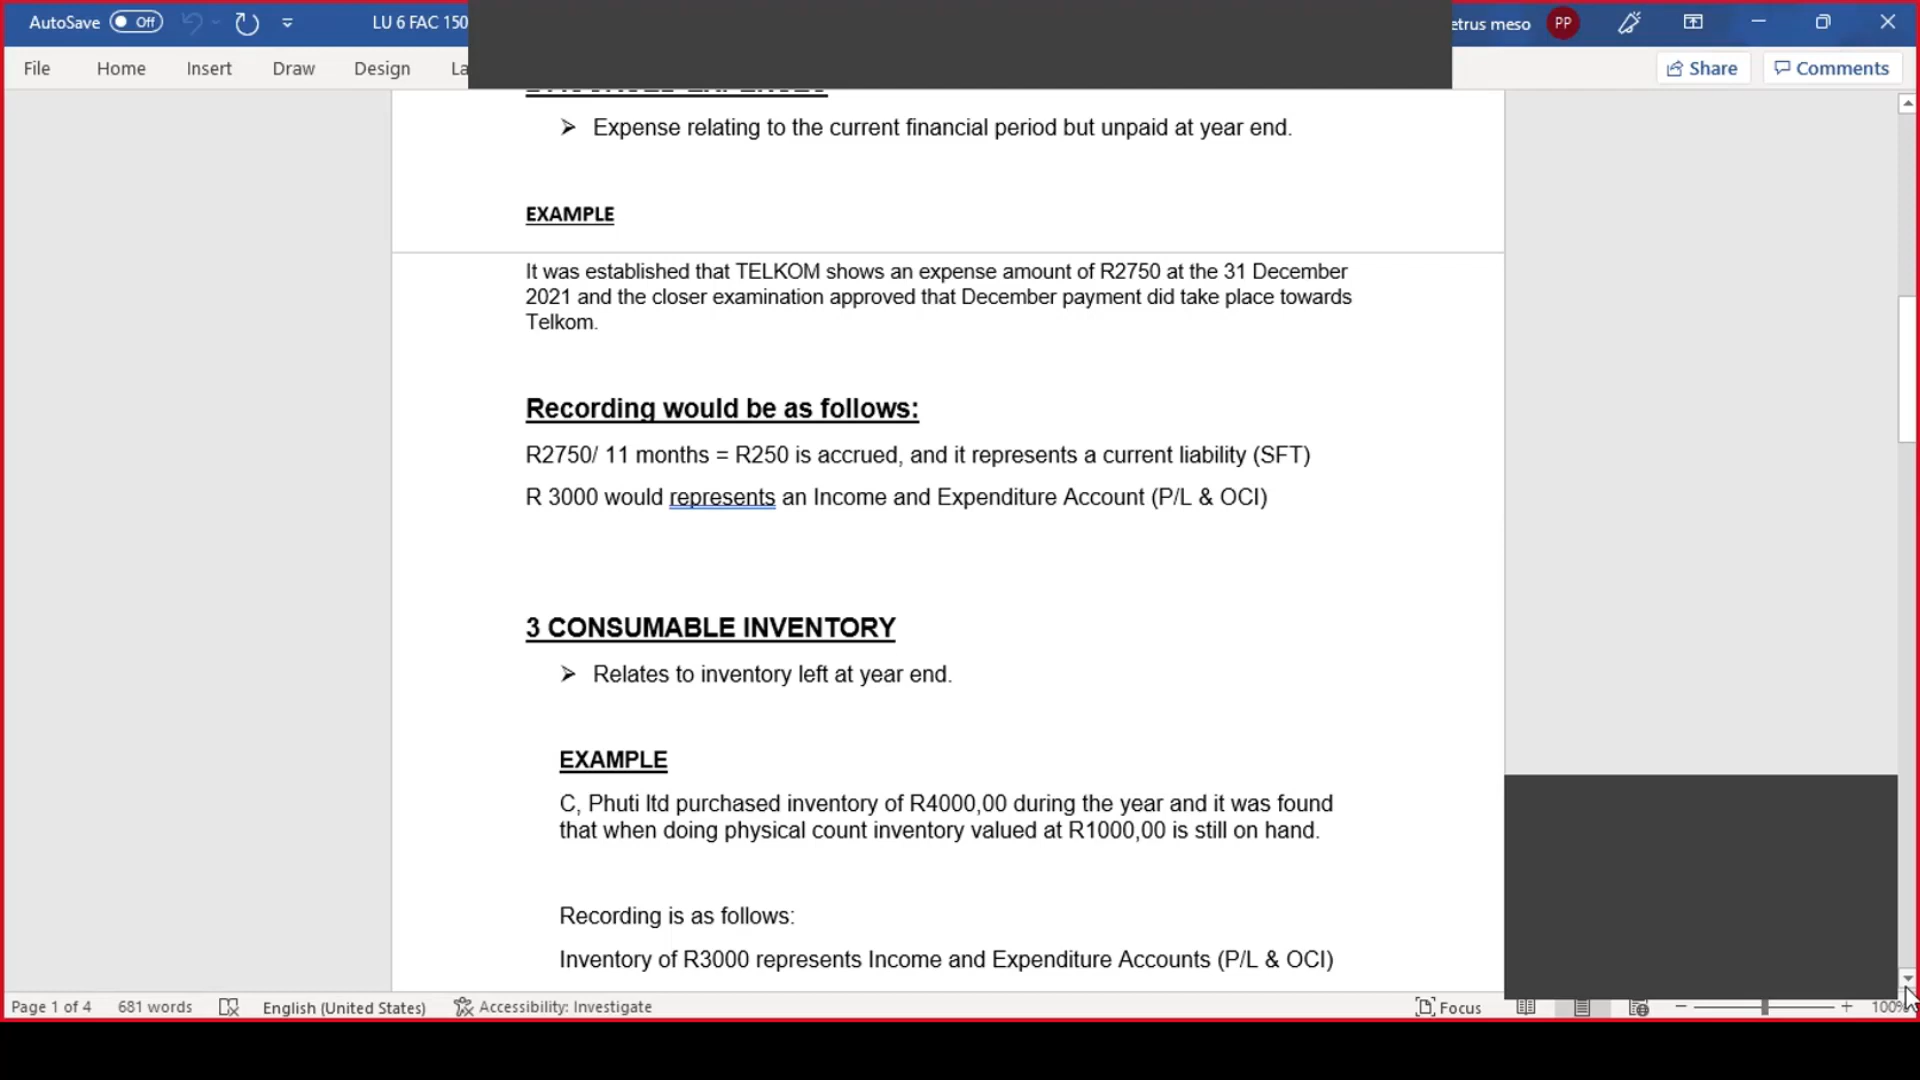 AutoSave Off LU 6 FAC 150
etrus meso PP
File Home Insert Draw Design La Share Comments
➢ Expense relating to the current financial period but unpaid at year end.
EXAMPLE
It was established that TELKOM shows an expense amount of R2750 at the 31 December
2021 and the closer examination approved that December payment did take place towards
Telkom.
Recording would be as follows:
R2750/ 11 months = R250 is accrued, and it represents a current liability (SFT)
R 3000 would represents an Income and Expenditure Account (P/L & OCI)
3 CONSUMABLE INVENTORY
➢ Relates to inventory left at year end.
EXAMPLE
C, Phuti ltd purchased inventory of R4000,00 during the year and it was found
that when doing physical count inventory valued at R1000,00 is still on hand.
Recording is as follows:
Inventory of R3000 represents Income and Expenditure Accounts (P/L & OCI)
Page 1 of 4 681 words English (United States) Accessibility: Investigate Focus 100%